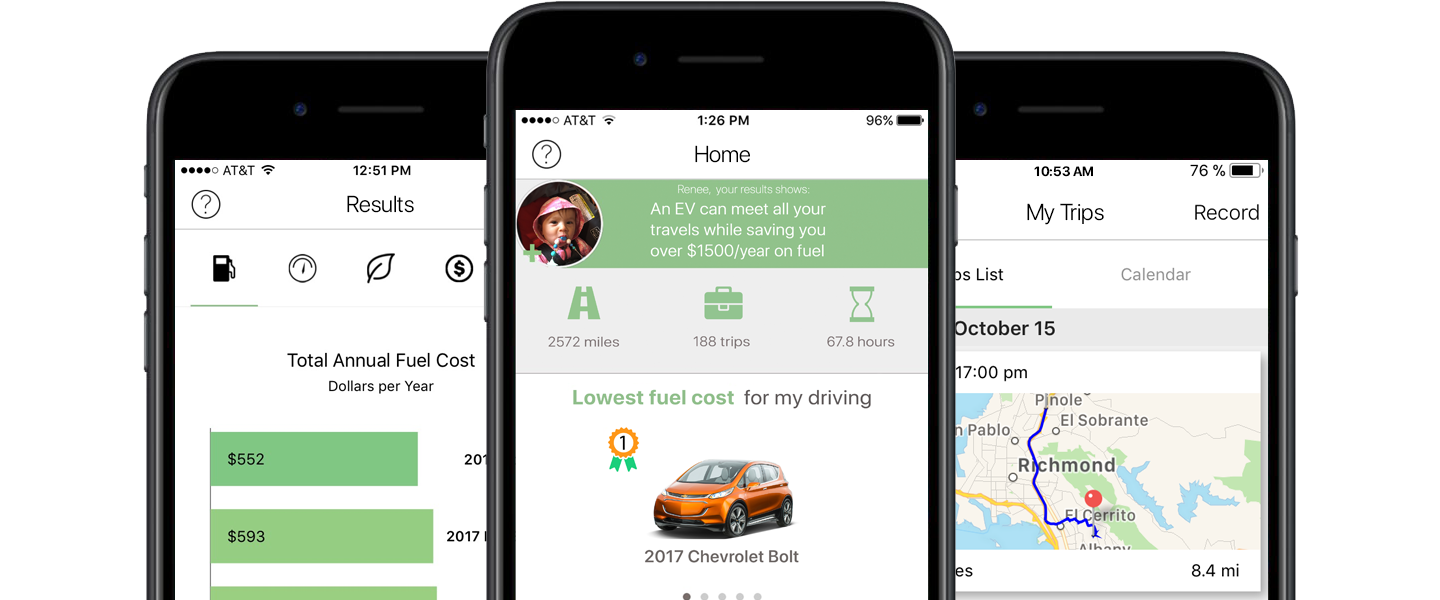 AT&T 12:51 PM
Results
Total Annual Fuel Cost
Dollars per Year
$552
201
$593
2017
AT&T 1:26 PM 96%
Home
Renee, your results shows:
An EV can meet all your
travels while saving you
over $1500/year on fuel
2572 miles 188 trips 67.8 hours
Lowest fuel cost for my driving
1
2017 Chevrolet Bolt
10:53 AM 76 %
My Trips Record
ps List Calendar
October 15
17:00 pm
Pinole
El Sobrante
n Pablo
Richmond
El Cerrito
Albany
es 8.4 mi